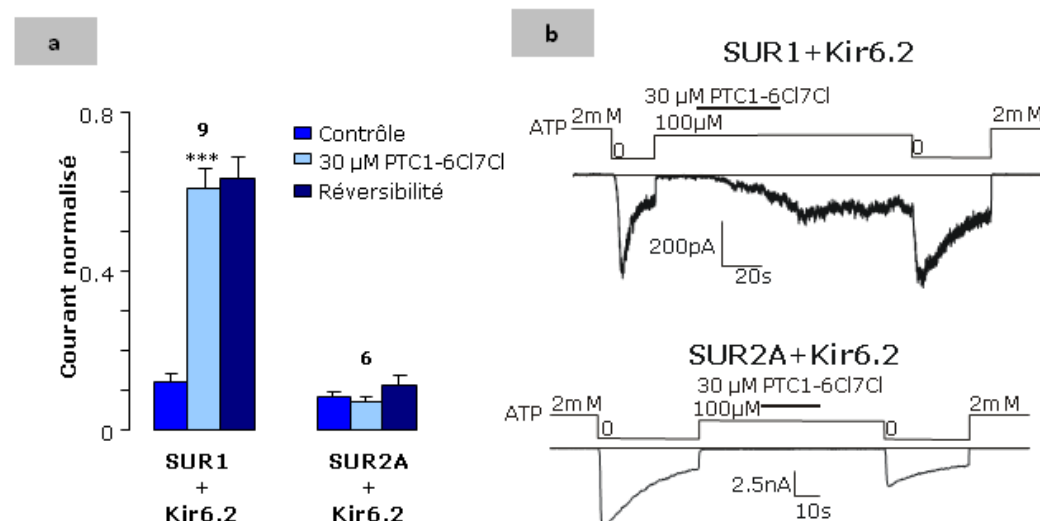 a
0.8
0.4
0
Courant normalisé
9
***
6
Contrôle
30 µM PTC1-6Cl7Cl
Réversibilité
SUR1
+
Kir6.2
SUR2A
+
Kir6.2
b
SUR1+Kir6.2
30 µM PTC1-6Cl7Cl
ATP 2mM 0 100µM 0 2mM
200pA
20s
SUR2A+Kir6.2
30 µM PTC1-6Cl7Cl
ATP 2mM 0 100µM 0 2mM
2.5nA
10s